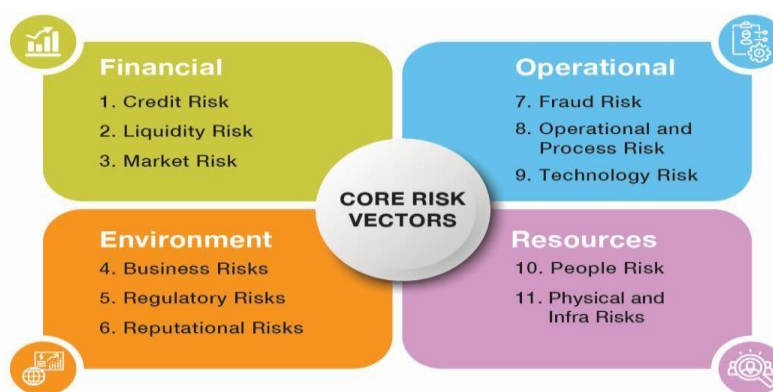 Financial
1. Credit Risk
2. Liquidity Risk
3. Market Risk
Operational
7. Fraud Risk
8. Operational and
Process Risk
9. Technology Risk
CORE RISK
VECTORS
Environment
4. Business Risks
5. Regulatory Risks
6. Reputational Risks
Resources
10. People Risk
11. Physical and
Infra Risks